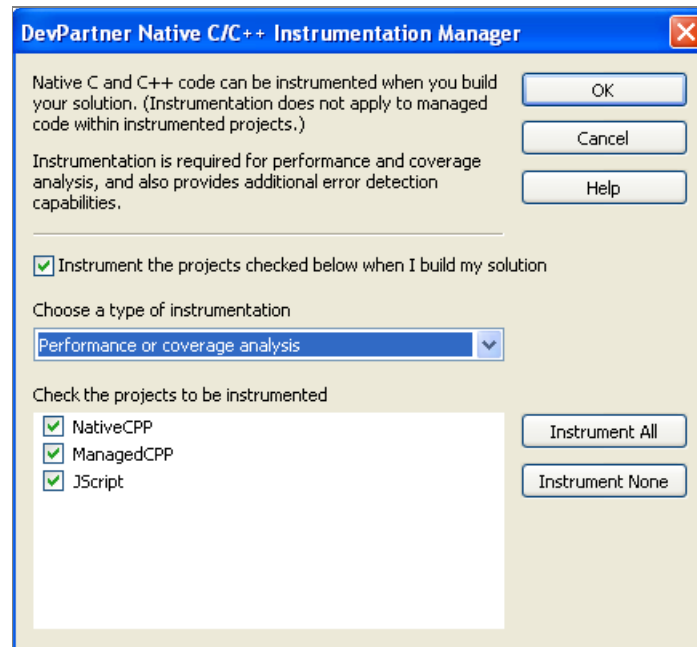 DevPartner Native C/C++ Instrumentation Manager
Native C and C++ code can be instrumented when you build
your solution. (Instrumentation does not apply to managed
code within instrumented projects.)
Instrumentation is required for performance and coverage
analysis, and also provides additional error detection
capabilities.
OK
Cancel
Help
Instrument the projects checked below when I build my solution
Choose a type of instrumentation
Performance or coverage analysis
Check the projects to be instrumented
NativeCPP
ManagedCPP
JScript
Instrument All
Instrument None